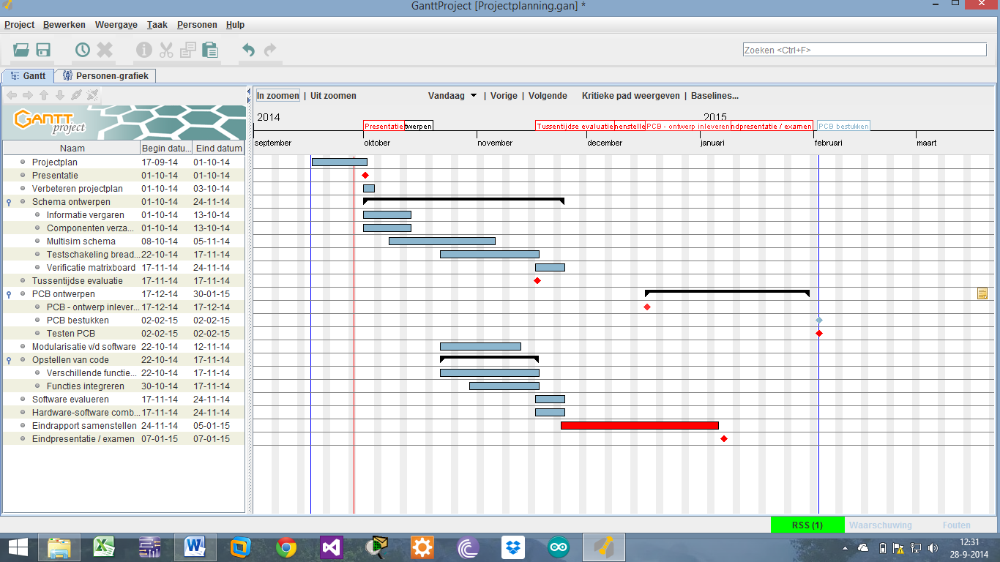 GanttProject [Projectplanning.gan] *
Project Bewerken Weergave Taak Personen Hulp
Zoeken <Ctrl+F>
Gantt Personen-grafiek
In zoomen | Uit zoomen Vandaag | Vorige | Volgende Kritieke pad weergeven | Baselines...
GANTT project
2014 2015
Presentatie twerpen Tussentijdse evaluatie nenstelle PCB - ontwerp inleveren ndpresentatie / examen PCB bestukken
september oktober november december januari februari maart
Naam Begin datu... Eind datum
Projectplan 17-09-14 01-10-14
Presentatie 01-10-14 01-10-14
Verbeteren projectplan 01-10-14 03-10-14
Schema ontwerpen 01-10-14 24-11-14
Informatie vergaren 01-10-14 13-10-14
Componenten verza... 01-10-14 13-10-14
Multisim schema 08-10-14 05-11-14
Testschakeling bread... 22-10-14 17-11-14
Verificatie matrixboard 17-11-14 24-11-14
Tussentijdse evaluatie 17-11-14 17-11-14
PCB ontwerpen 17-12-14 30-01-15
PCB - ontwerp inlever... 17-12-14 17-12-14
PCB bestukken 02-02-15 02-02-15
Testen PCB 02-02-15 02-02-15
Modularisatie v/d software 22-10-14 12-11-14
Opstellen van code 22-10-14 17-11-14
Verschillende functie... 22-10-14 17-11-14
Functies integreren 30-10-14 17-11-14
Software evalueren 17-11-14 24-11-14
Hardware-software comb... 17-11-14 24-11-14
Eindrapport samenstellen 24-11-14 05-01-15
Eindpresentatie / examen 07-01-15 07-01-15
RSS (1) Waarschuwing Fouten
12:31
28-9-2014